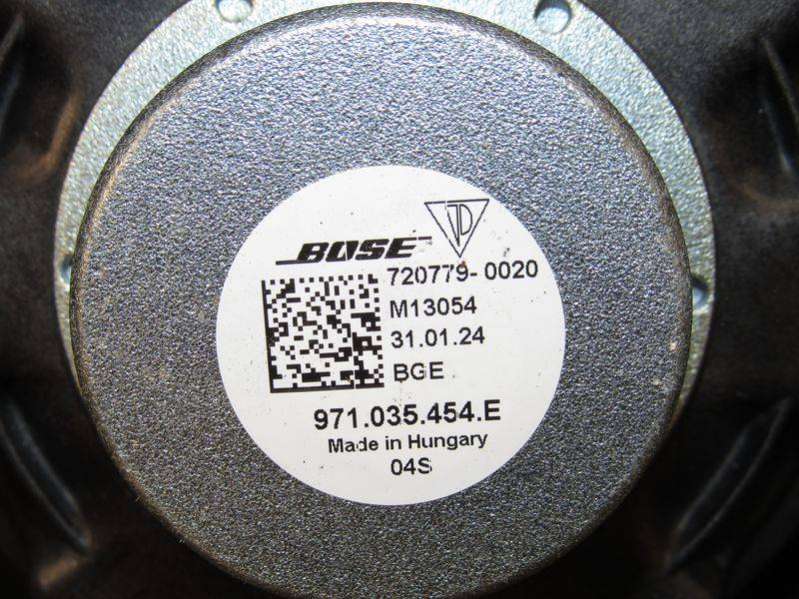 BOSE
720779-0020
M13054
31.01.24
BGE
971.035.454.E
Made in Hungary
04S